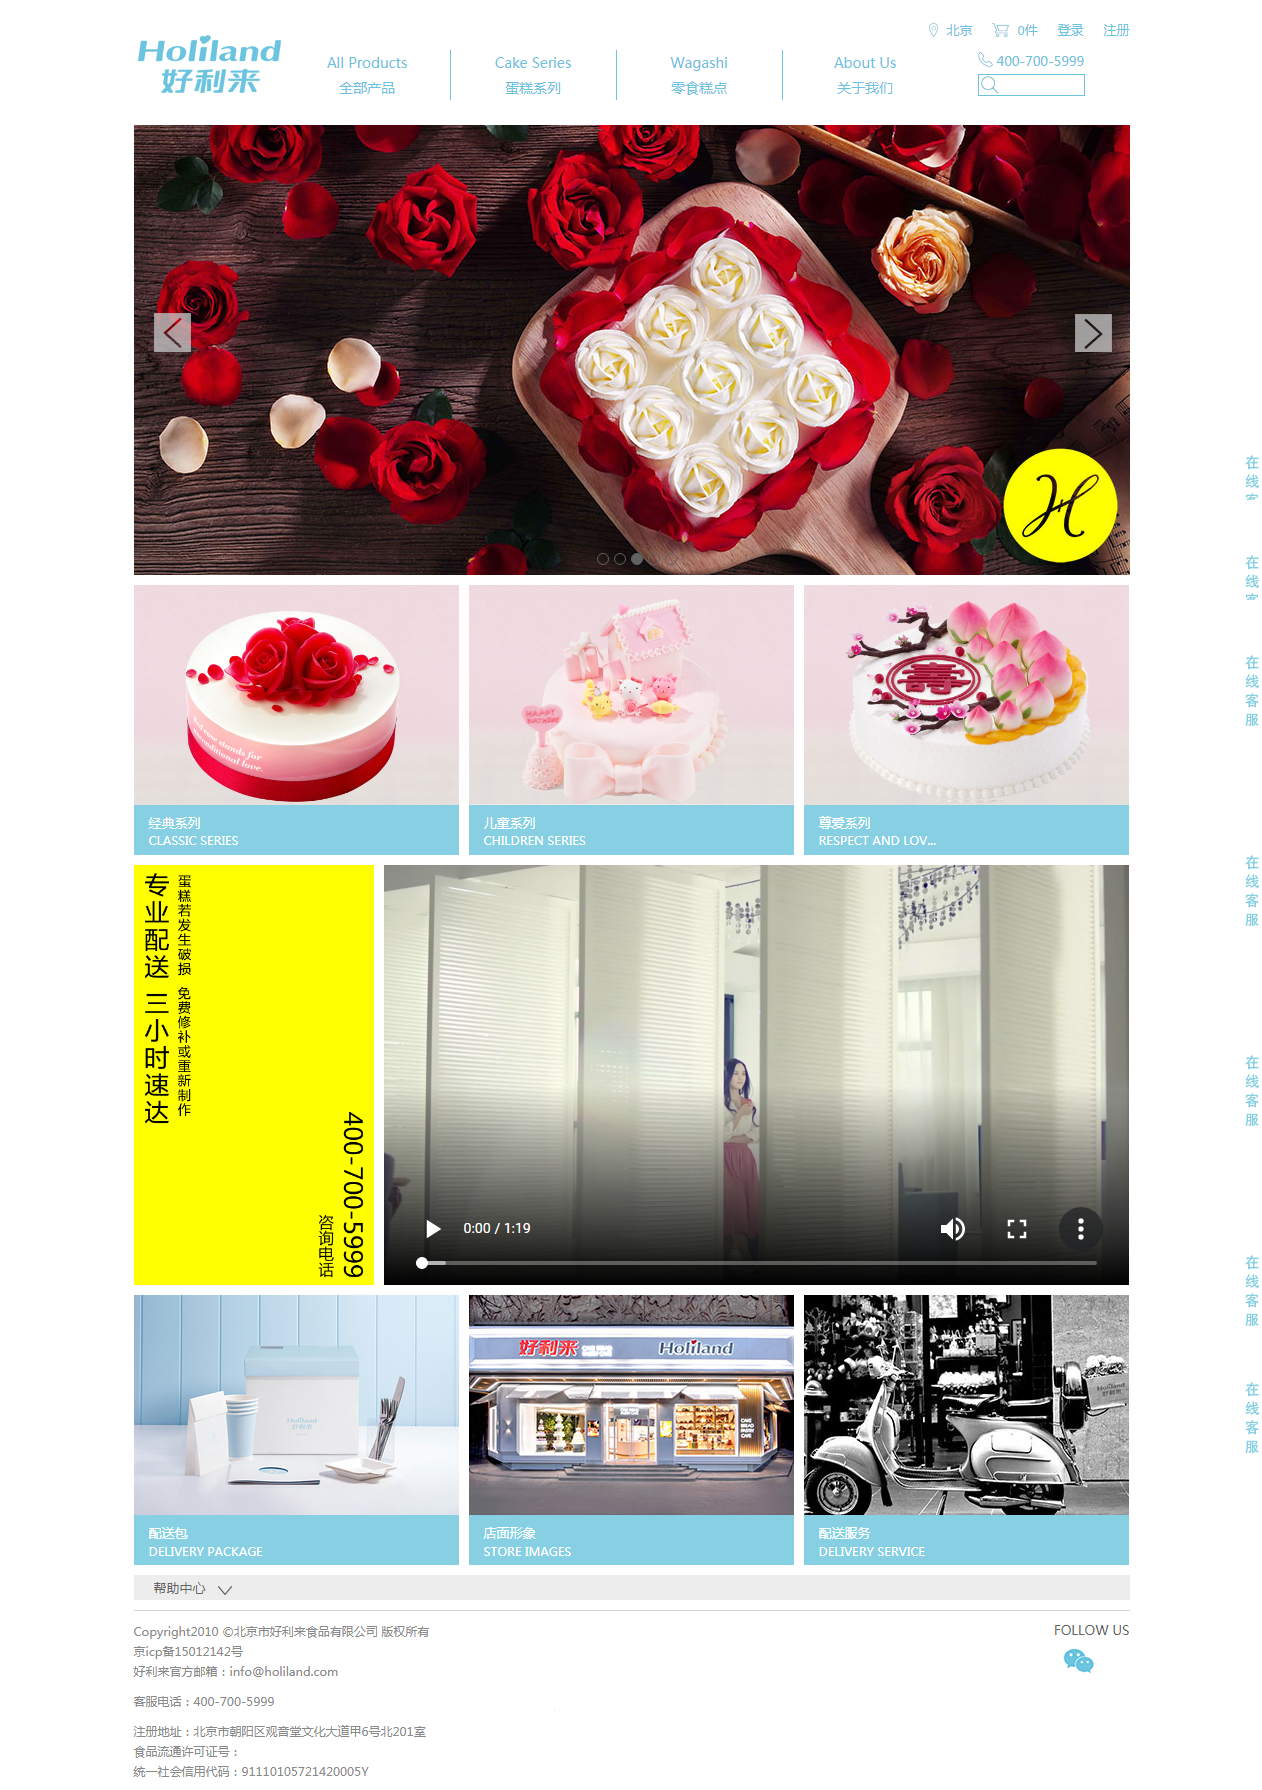 北京 0件 登录 注册
Holiland
好利来
All Products
全部产品
Cake Series
蛋糕系列
Wagashi
零食糕点
About Us
关于我们
400-700-5999
H
HAPPY
BIRTHDAY
壽
经典系列
CLASSIC SERIES
儿童系列
CHILDREN SERIES
尊爱系列
RESPECT AND LOV...
专业配送 三小时速达
蛋糕若发生破损 免费修补或重新制作
400-700-5999
咨询电话
0:00 / 1:19
好利来
Holiland
Holiland
好利来
配送包
DELIVERY PACKAGE
店面形象
STORE IMAGES
配送服务
DELIVERY SERVICE
在线
在线
在线客服
在线客服
在线客服
在线客服
在线客服
帮助中心
Copyright2010 ©北京市好利来食品有限公司 版权所有
京icp备15012142号
好利来官方邮箱：info@holiland.com
客服电话：400-700-5999
注册地址：北京市朝阳区观音堂文化大道甲6号北201室
食品流通许可证号：
统一社会信用代码：91110105721420005Y
FOLLOW US